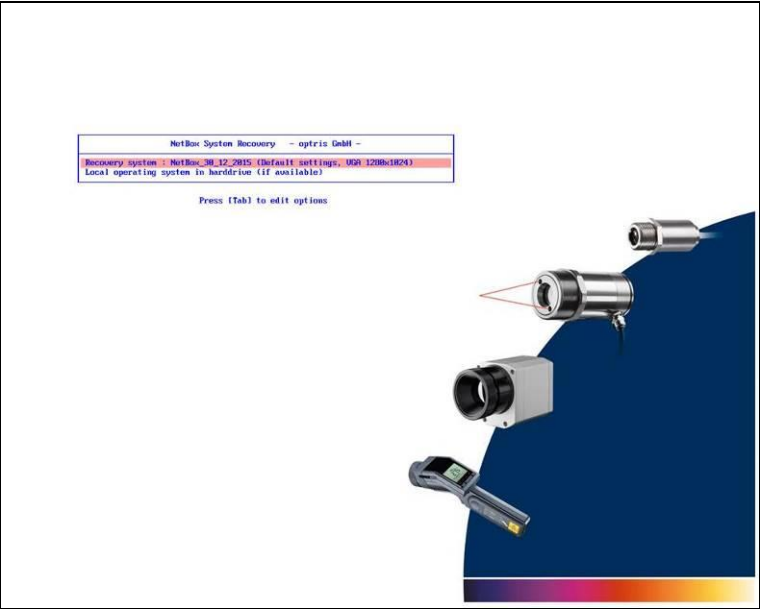 NetBox System Recovery - optris GmbH -
Recovery system : NetBox_30_12_2015 (Default settings, VGA 1280x1024)
Local operating system in harddrive (if available)
Press [Tab] to edit options